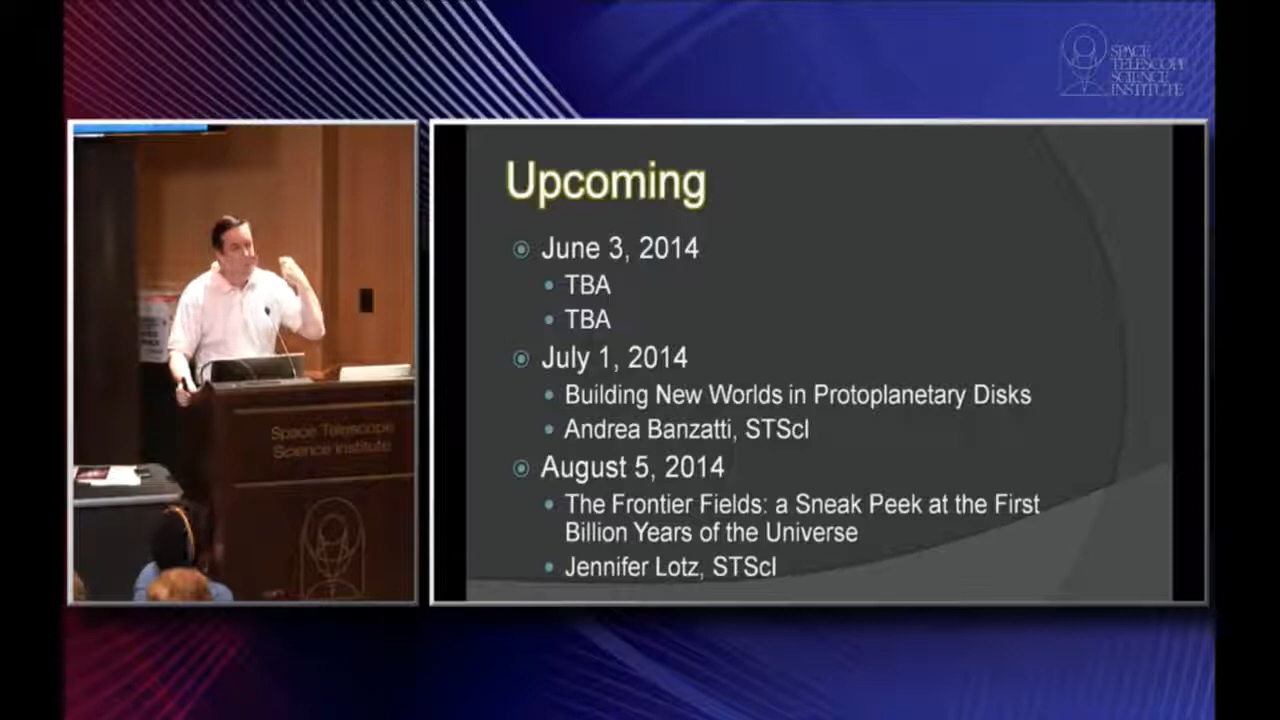 SPACE
TELESCOPE
SCIENCE
INSTITUTE
Upcoming
June 3, 2014
TBA
TBA
July 1, 2014
Building New Worlds in Protoplanetary Disks
Andrea Banzatti, STScI
August 5, 2014
The Frontier Fields: a Sneak Peek at the First
Billion Years of the Universe
Jennifer Lotz, STScI
Space Telescope
Science Institute